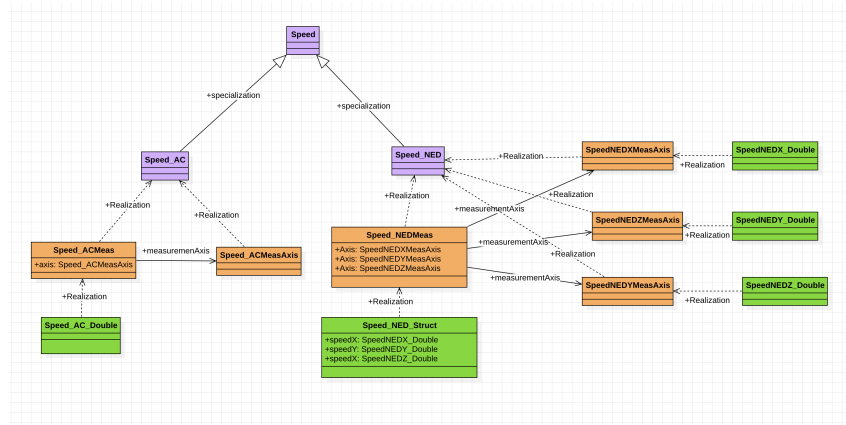 Speed
+specialization
+specialization
Speed_AC
Speed_NED
SpeedNEDXMeasAxis
SpeedNEDX_Double
+Realization
+Realization
+Realization
+Realization
+Realization
+Realization
+measurementAxis
Speed_ACMeas
+axis: Speed_ACMeasAxis
+measuremenAxis
Speed_ACMeasAxis
Speed_NEDMeas
+Axis: SpeedNEDXMeasAxis
+Axis: SpeedNEDYMeasAxis
+Axis: SpeedNEDZMeasAxis
+measuremenAxis
SpeedNEDZMeasAxis
SpeedNEDY_Double
+Realization
+Realization
+measurementAxis
SpeedNEDYMeasAxis
SpeedNEDZ_Double
+Realization
+Realization
+Realization
Speed_AC_Double
Speed_NED_Struct
+speedX: SpeedNEDX_Double
+speedY: SpeedNEDY_Double
+speedX: SpeedNEDZ_Double